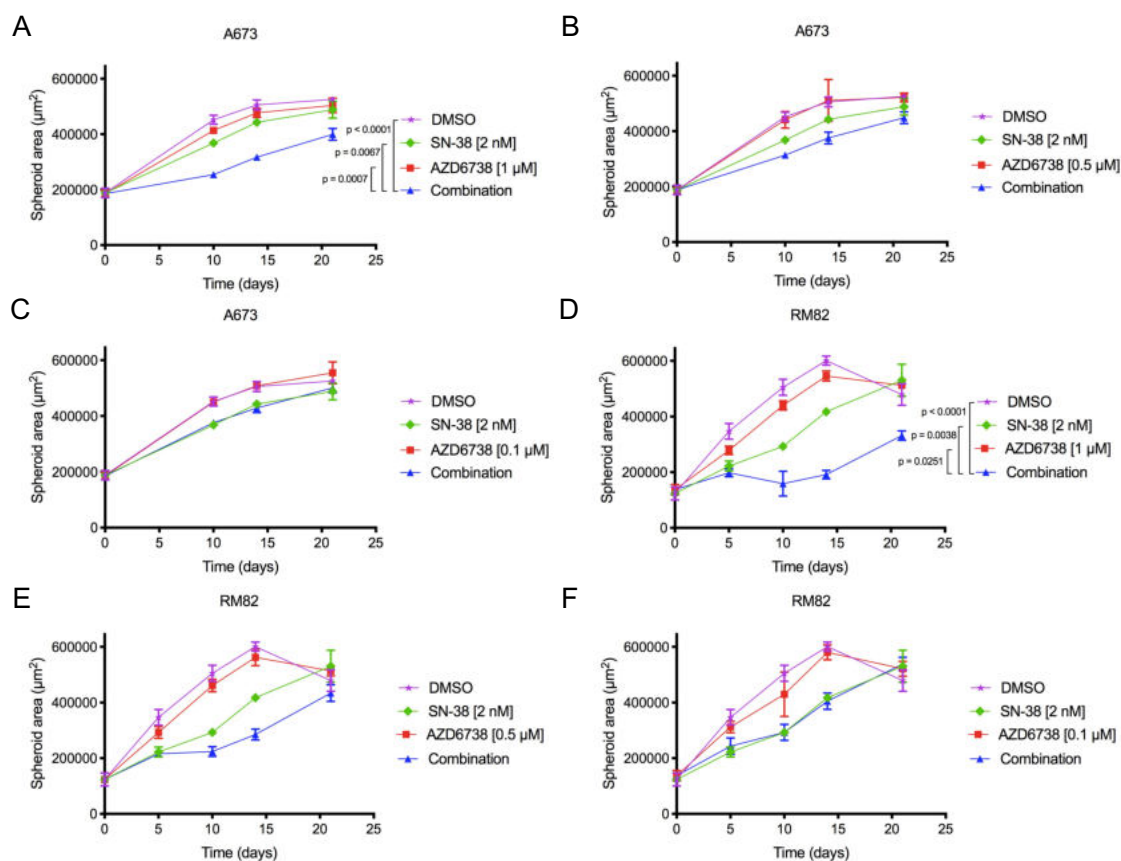 A
A673
Spheroid area (µm²)
600000
400000
200000
0
0 5 10 15 20 25
Time (days)
p < 0.0001
p = 0.0067
p = 0.0007
DMSO
SN-38 [2 nM]
AZD6738 [1 µM]
Combination
B
A673
Spheroid area (µm²)
600000
400000
200000
0
0 5 10 15 20 25
Time (days)
DMSO
SN-38 [2 nM]
AZD6738 [0.5 µM]
Combination
C
A673
Spheroid area (µm²)
600000
400000
200000
0
0 5 10 15 20 25
Time (days)
DMSO
SN-38 [2 nM]
AZD6738 [0.1 µM]
Combination
D
RM82
Spheroid area (µm²)
600000
400000
200000
0
0 5 10 15 20 25
Time (days)
p < 0.0001
p = 0.0038
p = 0.0251
DMSO
SN-38 [2 nM]
AZD6738 [1 µM]
Combination
E
RM82
Spheroid area (µm²)
600000
400000
200000
0
0 5 10 15 20 25
Time (days)
DMSO
SN-38 [2 nM]
AZD6738 [0.5 µM]
Combination
F
RM82
Spheroid area (µm²)
600000
400000
200000
0
0 5 10 15 20 25
Time (days)
DMSO
SN-38 [2 nM]
AZD6738 [0.1 µM]
Combination